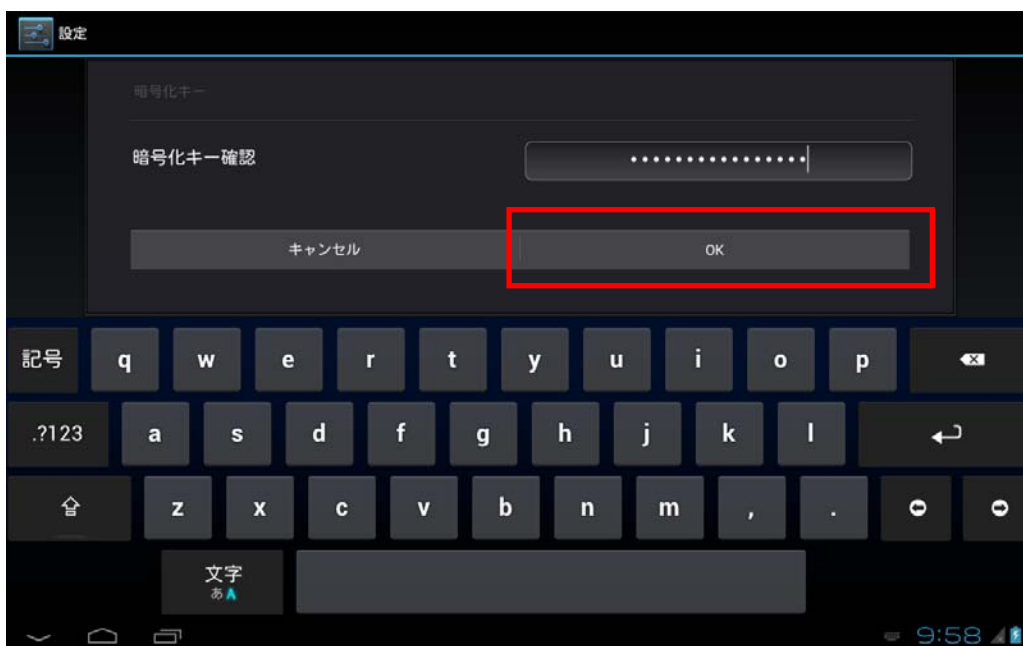 設定
暗号化キー
暗号化キー確認
••••••••••••••••
キャンセル OK
記号 q w e r t y u i o p
.?123 a s d f g h j k l
z x c v b n m , .
文字
あA
9:58